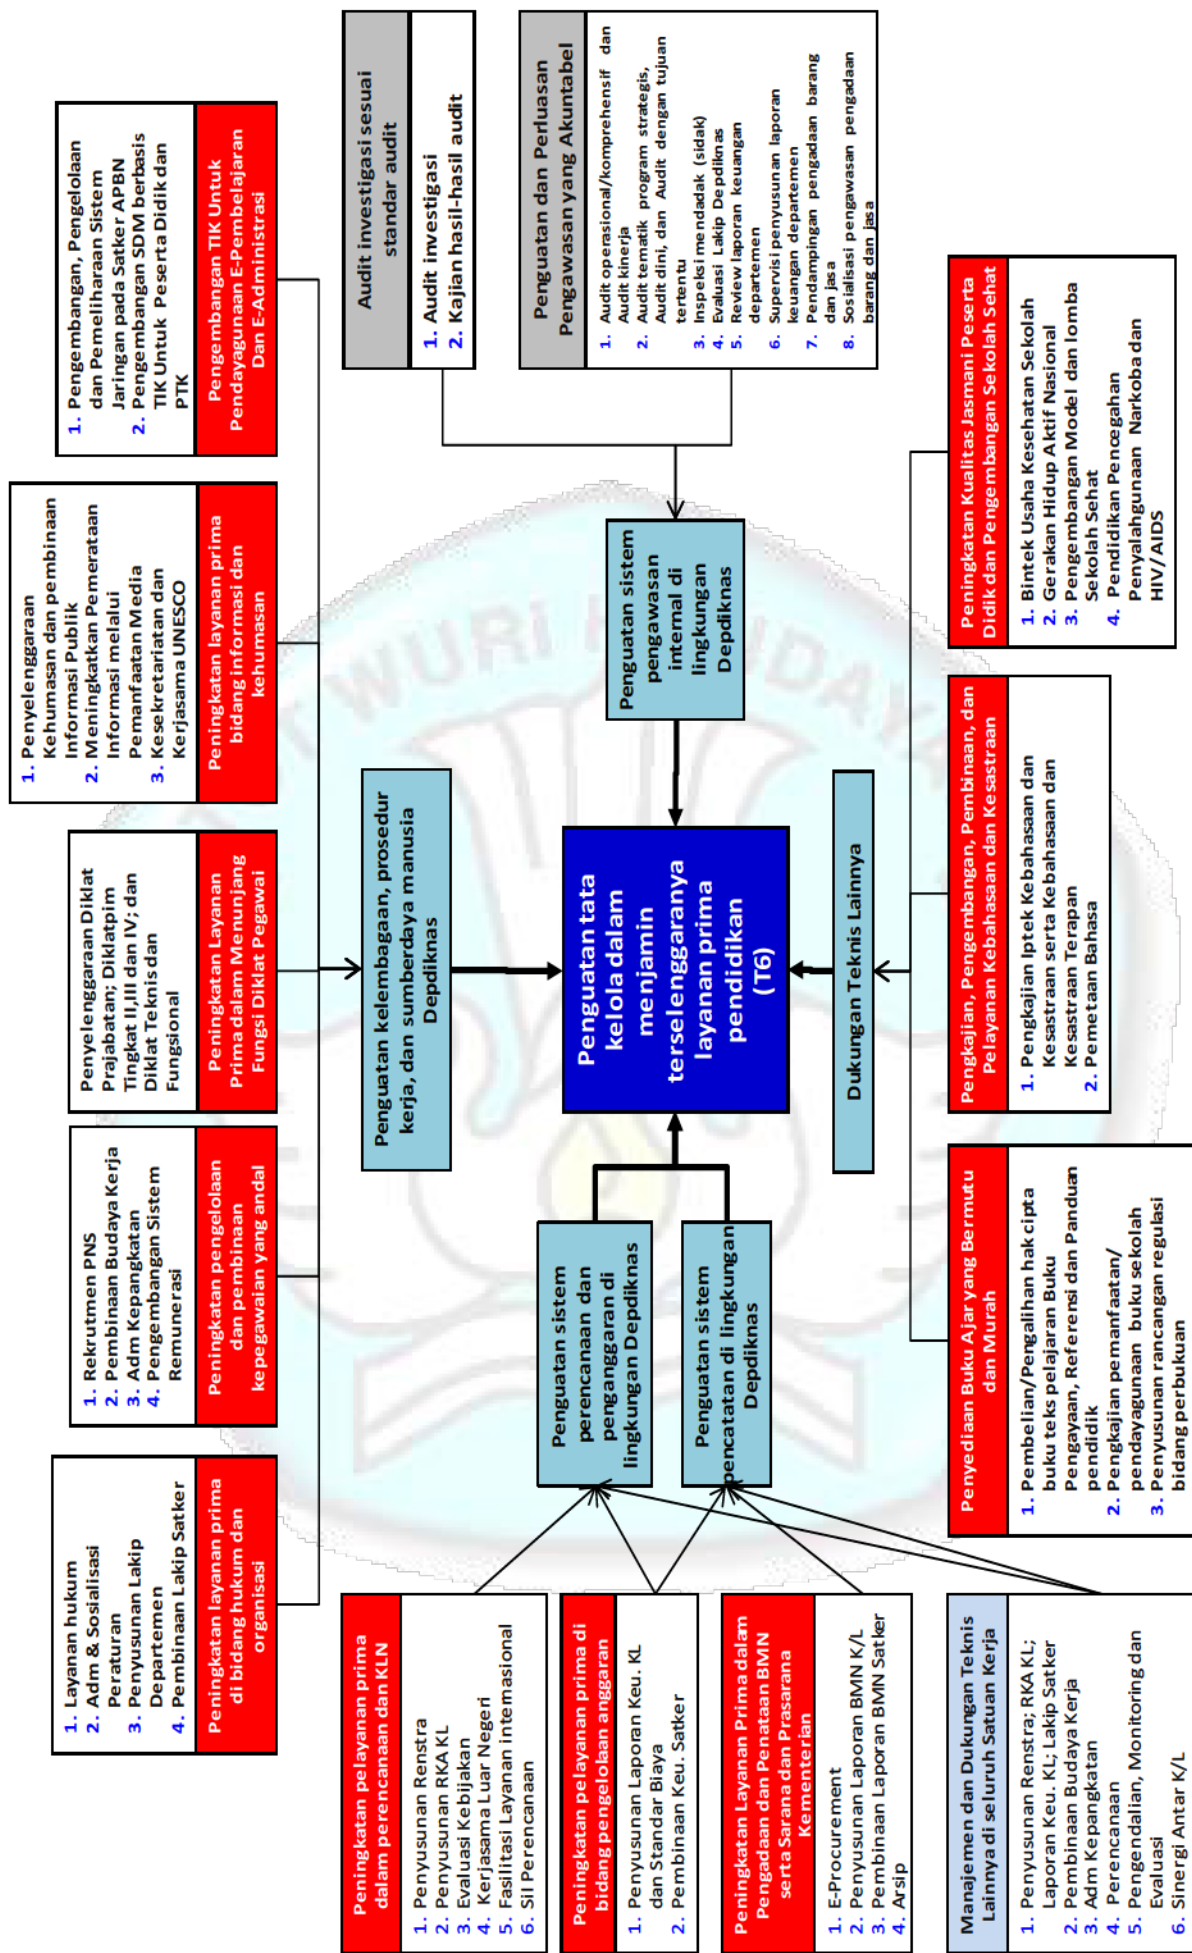 1. Layanan hukum
2. Adm & Sosialisasi
Peraturan
3. Penyusunan Lakip
Departemen
4. Pembinaan Lakip Satker
Peningkatan layanan prima
di bidang hukum dan
organisasi
1. Rekrutmen PNS
2. Pembinaan Budaya Kerja
3. Adm Kepangkatan
4. Pengembangan Sistem
Remunerasi
Peningkatan pengelolaan
dan pembinan
kepegawaian yang andal
Penyelenggaraan Diklat
Prajabatan; Diklatpim
Tingkat II,III dan IV; dan
Diklat Teknis dan
Fungsional
Peningkatan Layanan
Prima dalam Menunjang
Fungsi Diklat Pegawai
1. Penyelenggaraan
Kehumasan dan pembinaan
Informasi Publik
2. Meningkatkan Pemerataan
Informasi melalui
Pemanfaatan Media
3. Kesekretariatan dan
Kerjasama UNESCO
Peningkatan layanan prima
bidang informasi dan
kehumasan
1. Pengembangan, Pengelolaan
dan Pemeliharaan Sistem
Jaringan pada Satker APBN
2. Pengembangan SDM berbasis
TIK Untuk Peserta Didik dan
PTK
Pengembangan TIK Untuk
Pendayagunaan E-Pembelajaran
Dan E-Administrasi
Peningkatan pelayanan prima
dalam perencanaan dan KLN
1. Penyusunan Renstra
2. Penyusunan RKA KL
3. Evaluasi Kebijakan
4. Kerjasama Luar Negeri
5. Fasilitasi Layanan internasional
6. Sil Perencanaan
Peningkatan pelayanan prima di
bidang pengelolaan anggaran
1. Penyusunan Laporan Keu. KL
dan Standar Biaya
2. Pembinaan Keu. Satker
Peningkatan Layanan Prima dalam
Pengadaan dan Penataan BMN
serta Sarana dan Prasarana
Kementerian
1. E-Procurement
2. Penyusunan Laporan BMN K/L
3. Pembinaan Laporan BMN Satker
4. Arsip
Manajemen dan Dukungan Teknis
Lainnya di seluruh Satuan Kerja
1. Penyusunan Renstra; RKA KL;
Laporan Keu. KL; Lakip Satker
2. Pembinaan Budaya Kerja
3. Adm Kepangkatan
4. Perencanaan
5. Pengendalian, Monitoring dan
Evaluasi
6. Sinergi Antar K/L
Penguatan sistem
perencanaan dan
penganggaran di
lingkungan Depdiknas
Penguatan sistem
pencatatan di lingkungan
Depdiknas
Penguatan kelembagaan, prosedur
kerja, dan sumberdaya manusia
Depdiknas
Penguatan tata
kelola dalam
menjamin
terselenggaranya
layanan prima
pendidikan
(T6)
Dukungan Teknis Lainnya
Penguatan sistem
pengawasan
internal di
lingkungan
Depdiknas
Audit investigasi sesuai
standar audit
1. Audit investigasi
2. Kajian hasil-hasil audit
Penguatan dan Perluasan
Pengawasan yang Akuntabel
1. Audit operasional/komprehensif dan
Audit kinerja
2. Audit tematik program strategis,
Audit dini, dan Audit dengan tujuan
tertentu
3. Inspeksi mendadak (sidak)
4. Evaluasi Lakip Depdiknas
5. Review laporan keuangan
departemen
6. Supervisi penyusunan laporan
keuangan departemen
7. Pendampingan pengadaan barang
dan jasa
8. Sosialisasi pengawasan pengadaan
barang dan jasa
Penyediaan Buku Ajar yang Bermutu
dan Murah
1. Pembelian/Pengalihan hak cipta
buku teks pelajaran Buku
Pengayaan, Referensi dan Panduan
pendidik
2. Pengkajian pemanfaatan/
pendayagunaan buku sekolah
3. Penyusunan rancangan regulasi
bidang perbukuan
Pengkajian, Pengembangan, Pembinaan, dan
Pelayanan Kebahasaan dan Kesastraan
1. Pengkajian Iptek Kebahasaan dan
Kesastraan serta Kebahasaan dan
Kesastraan Terapan
2. Pemetaan Bahasa
Peningkatan Kualitas Jasmani Peserta
Didik dan Pengembangan Sekolah Sehat
1. Bintek Usaha Kesehatan Sekolah
2. Gerakan Hidup Aktif Nasional
3. Pengembangan Model dan lomba
Sekolah Sehat
4. Pendidikan Pencegahan
Penyalahgunaan Narkoba dan
HIV/AIDS